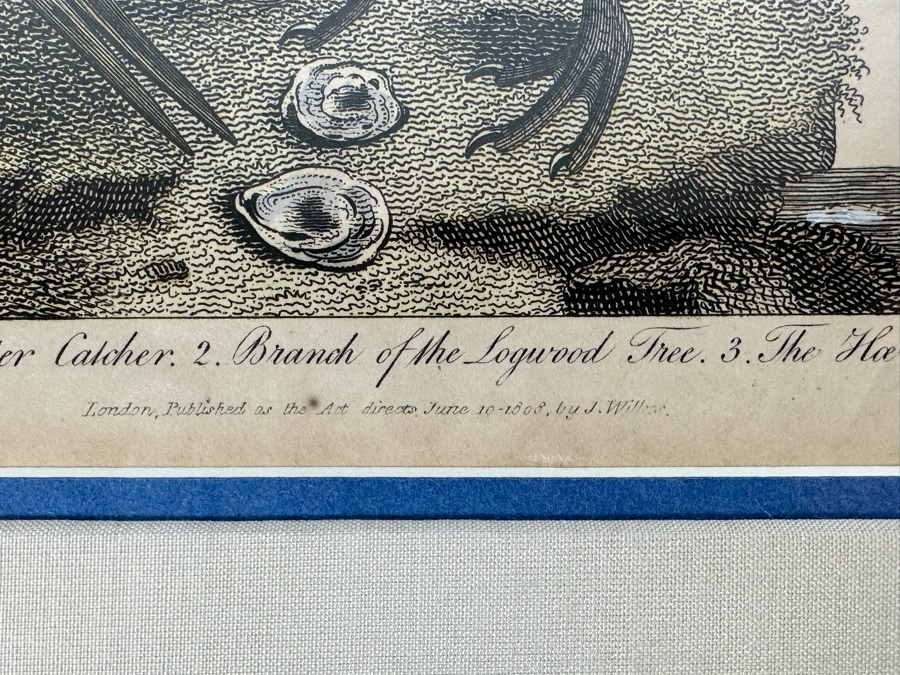 er Catcher. 2. Branch of the Logwood Tree. 3. The Hæ
London, Published as the Act directs, June 10-1808, by J. Wilkes.